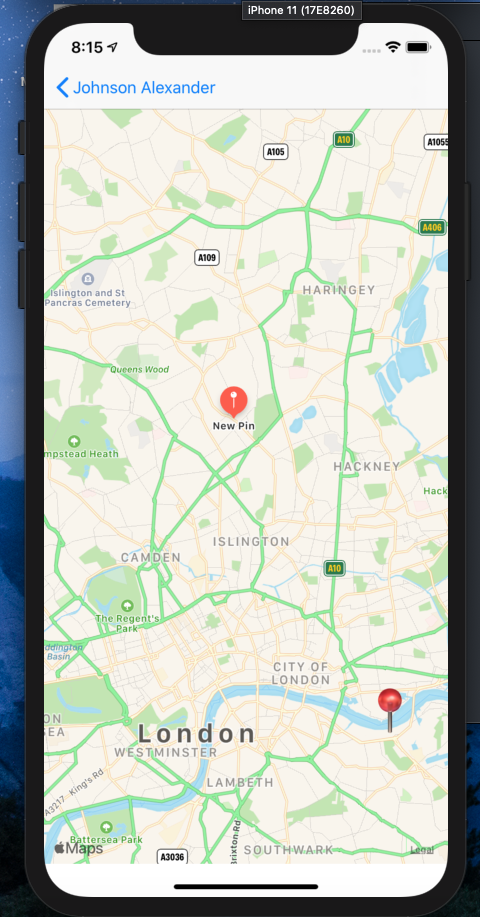 iPhone 11 (17E8260)
8:15
Johnson Alexander
A10
A105
A1055
A406
A109
Islington and St
Pancras Cemetery
HARINGEY
Queens Wood
New Pin
mpstead Heath
HACKNEY
Hack
ISLINGTON
CAMDEN
A10
The Regent's
Park
ddington
Basin
CITY OF
LONDON
ON
SEA
London
WESTMINSTER
LAMBETH
A3217
King's Rd
Battersea Park
Maps
A3036
Brixton Rd
SOUTHWARK
Legal